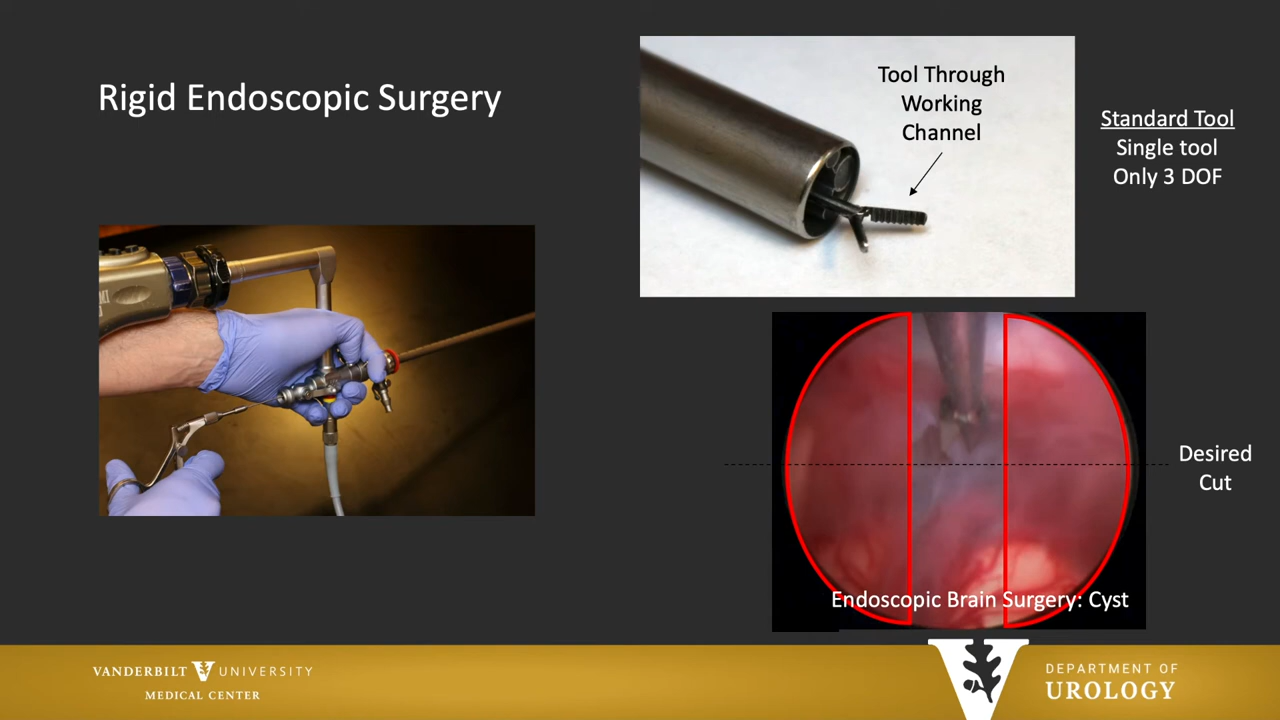 Rigid Endoscopic Surgery
Tool Through
Working
Channel
Standard Tool
Single tool
Only 3 DOF
Desired
Cut
Endoscopic Brain Surgery: Cyst
VANDERBILT UNIVERSITY
MEDICAL CENTER
DEPARTMENT OF
UROLOGY